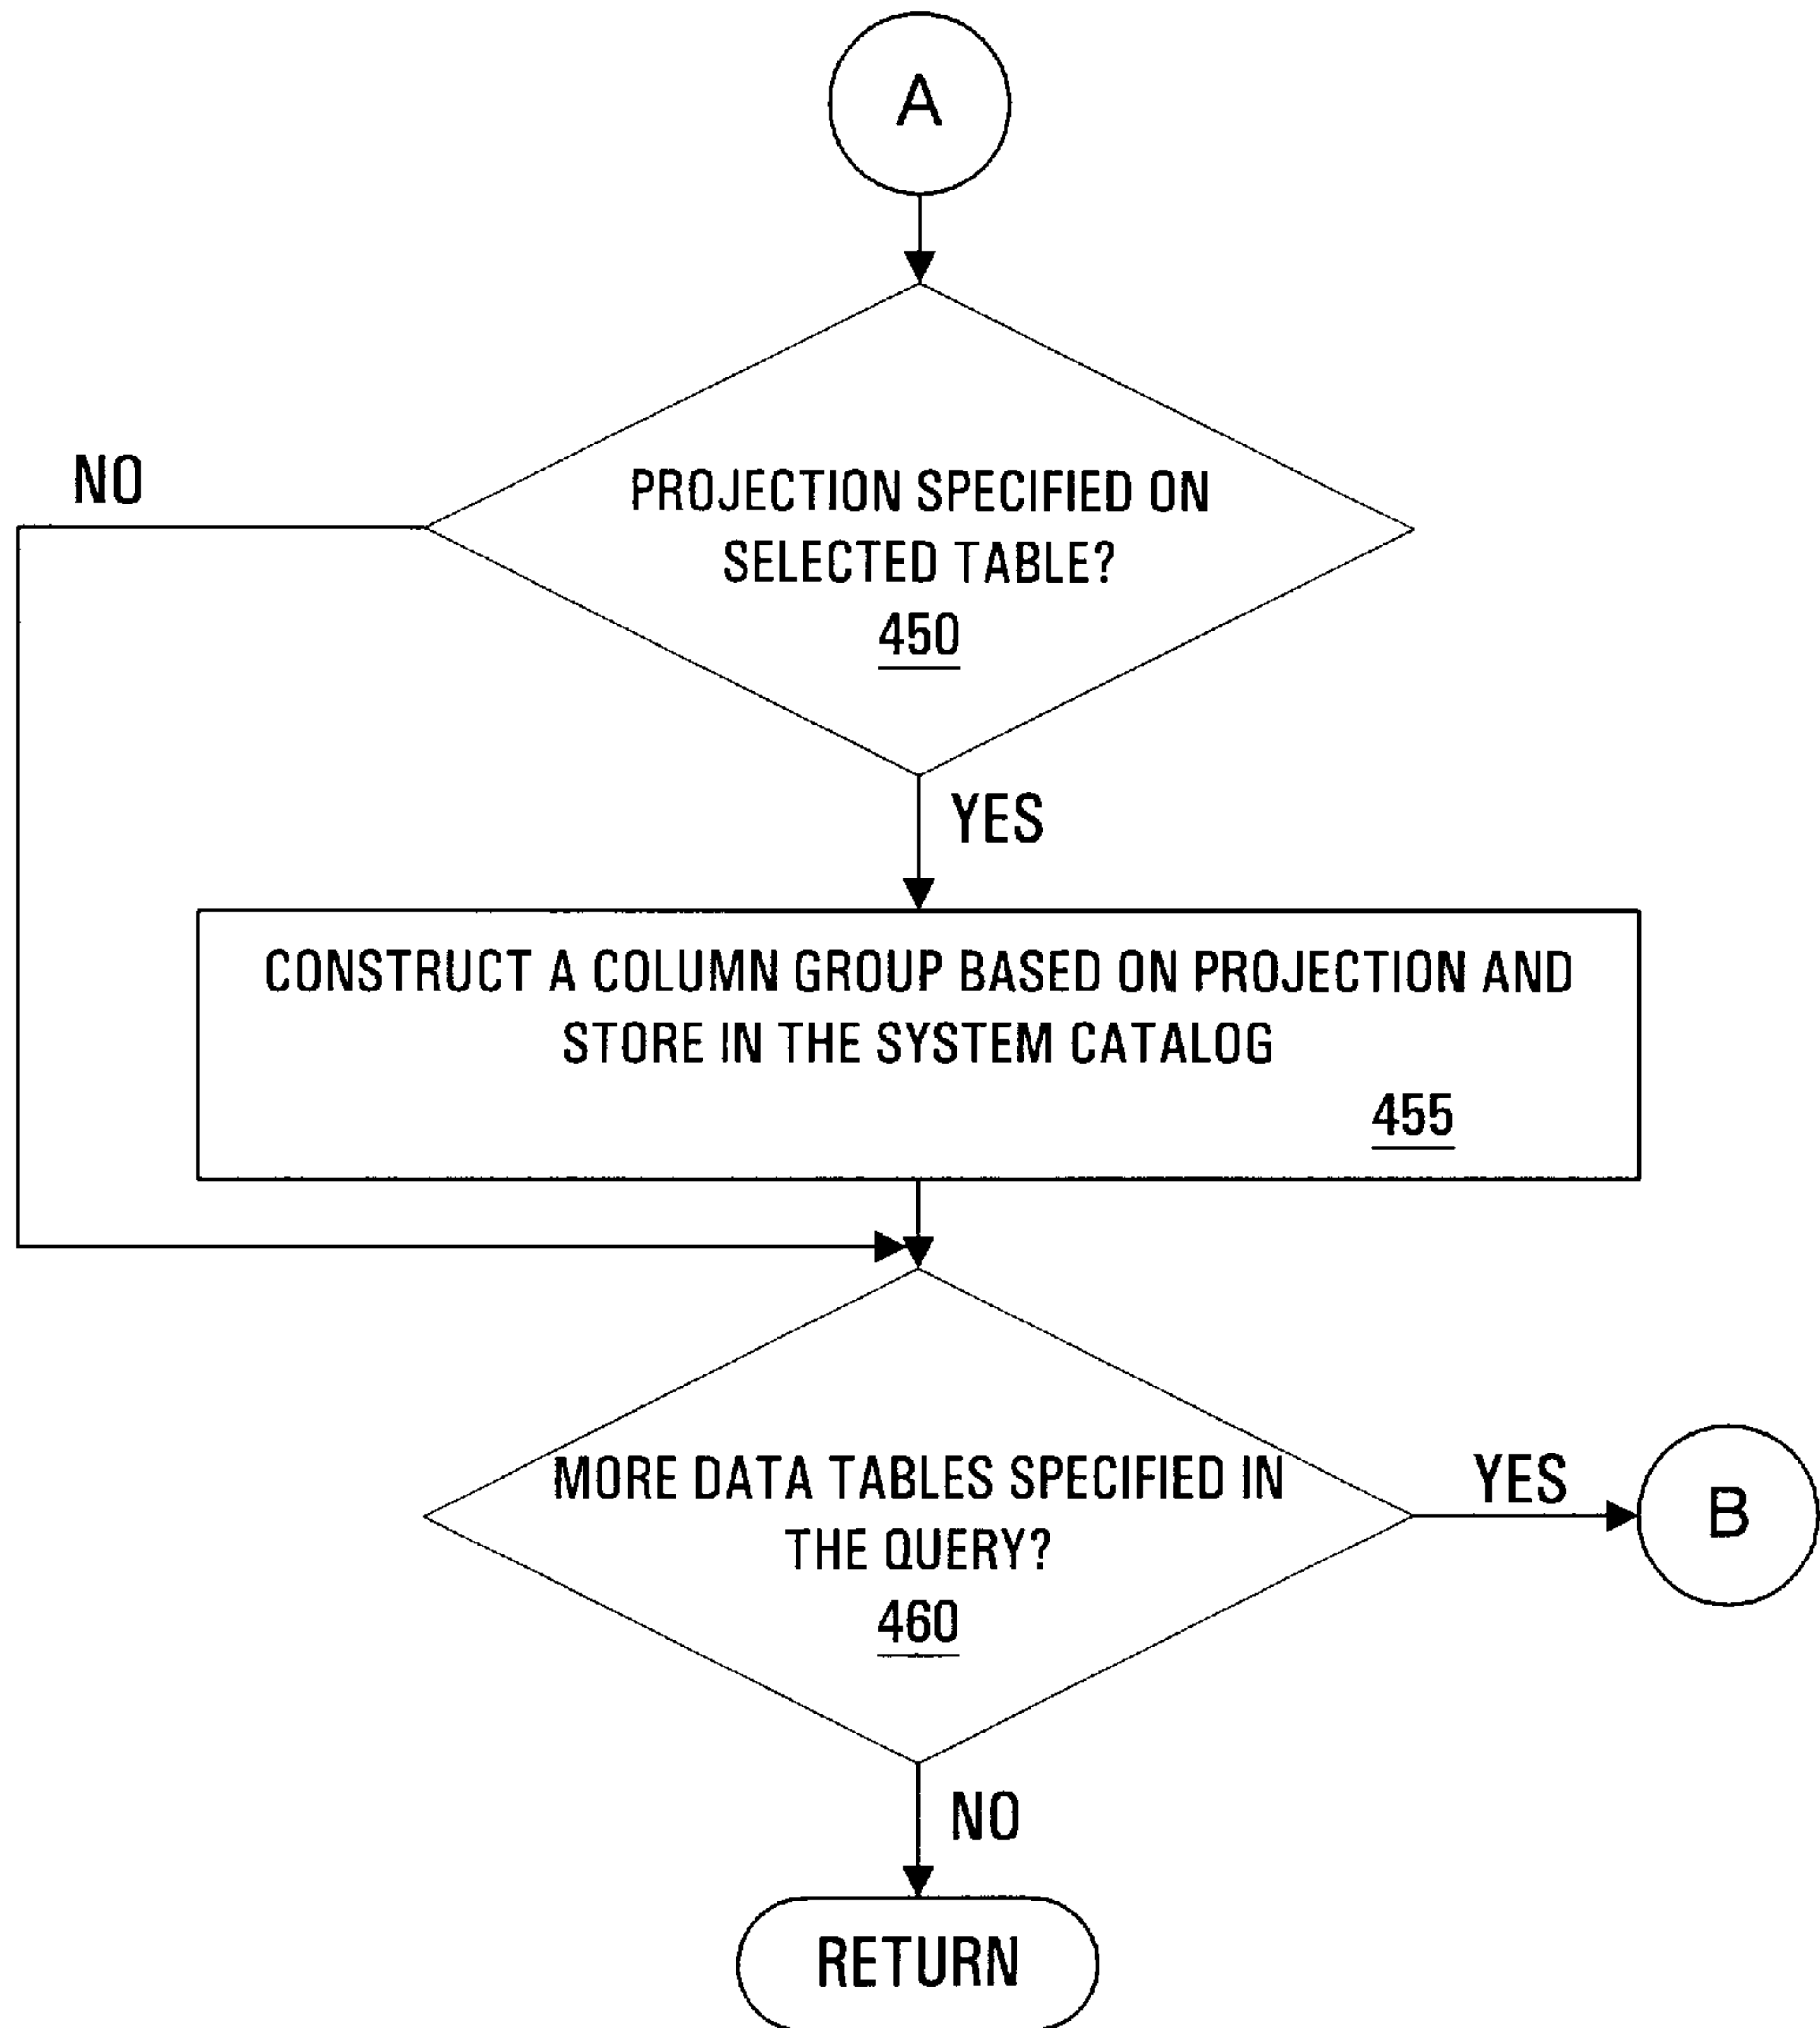 A
NO
PROJECTION SPECIFIED ON
SELECTED TABLE?
450
YES
CONSTRUCT A COLUMN GROUP BASED ON PROJECTION AND
STORE IN THE SYSTEM CATALOG
455
MORE DATA TABLES SPECIFIED IN
THE QUERY?
460
YES
B
NO
RETURN